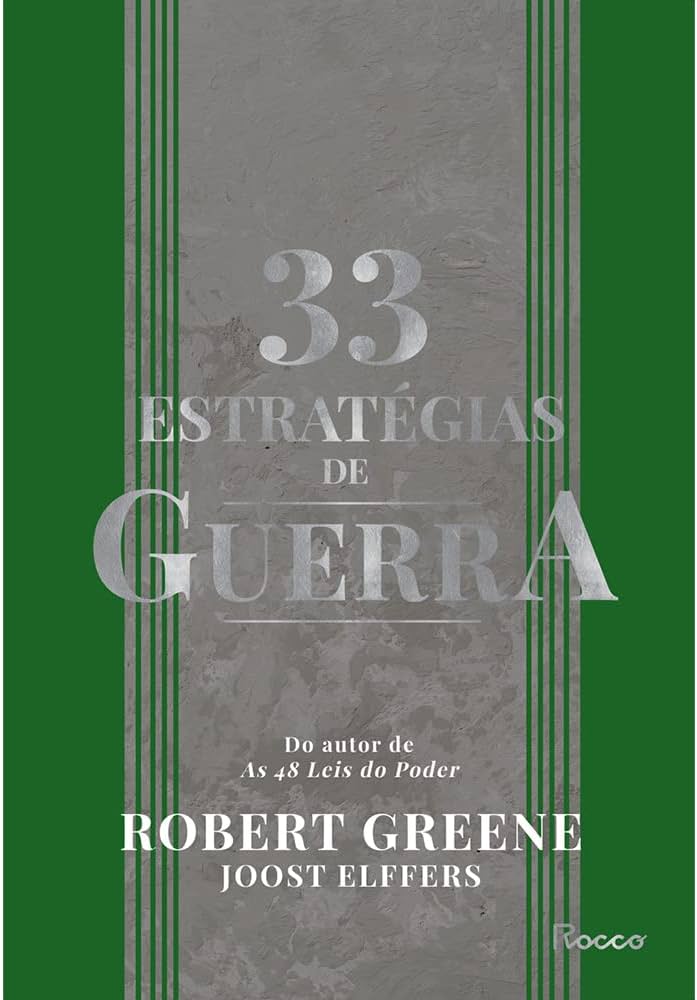 33
ESTRATÉGIAS
DE
GUERRA
Do autor de
As 48 Leis do Poder
ROBERT GREENE
JOOST ELFFERS
Rocco